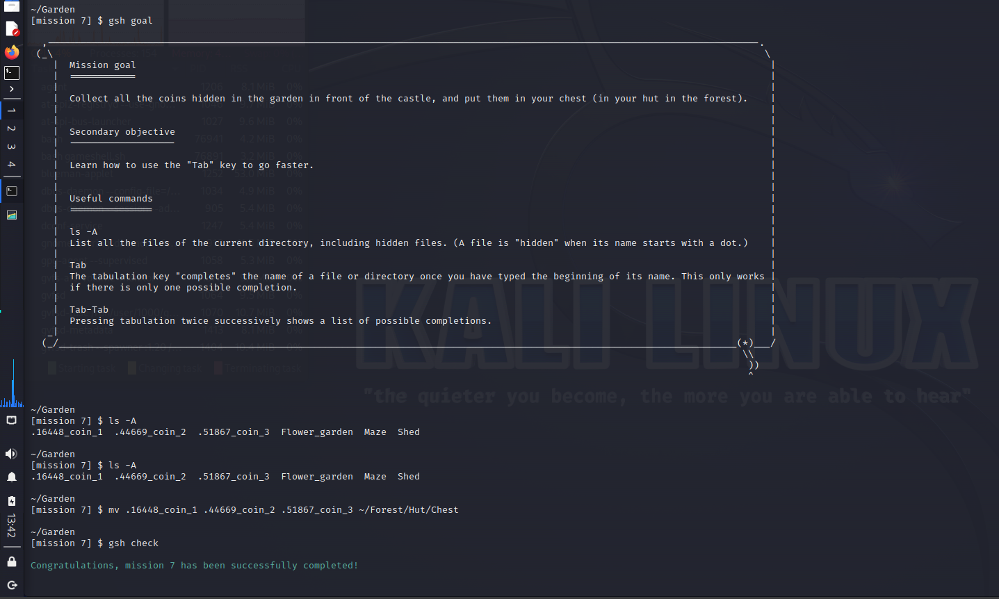 ~/Garden
[mission 7] $ gsh goal
Mission goal
============
Collect all the coins hidden in the garden in front of the castle, and put them in your chest (in your hut in the forest).
Secondary objective
-------------------
Learn how to use the "Tab" key to go faster.
Useful commands
===============
ls -A
List all the files of the current directory, including hidden files. (A file is "hidden" when its name starts with a dot.)
Tab
The tabulation key "completes" the name of a file or directory once you have typed the beginning of its name. This only works
if there is only one possible completion.
Tab-Tab
Pressing tabulation twice successively shows a list of possible completions.
KALI LINUX
"the quieter you become, the more you are able to hear"
~/Garden
[mission 7] $ ls -A
.16448_coin_1  .44669_coin_2  .51867_coin_3  Flower_garden  Maze  Shed
~/Garden
[mission 7] $ ls -A
.16448_coin_1  .44669_coin_2  .51867_coin_3  Flower_garden  Maze  Shed
~/Garden
[mission 7] $ mv .16448_coin_1 .44669_coin_2 .51867_coin_3 ~/Forest/Hut/Chest
~/Garden
[mission 7] $ gsh check
Congratulations, mission 7 has been successfully completed!
1
2
3
4
13:42